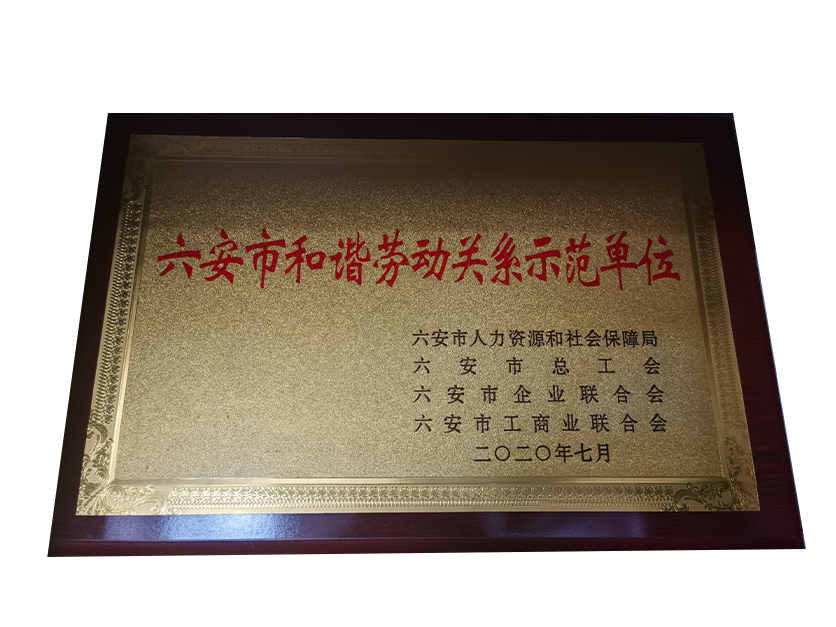 六安市和谐劳动关系示范单位
六安市人力资源和社会保障局
六安市总工会
六安市企业联合会
六安市工商业联合会
二〇二〇年七月